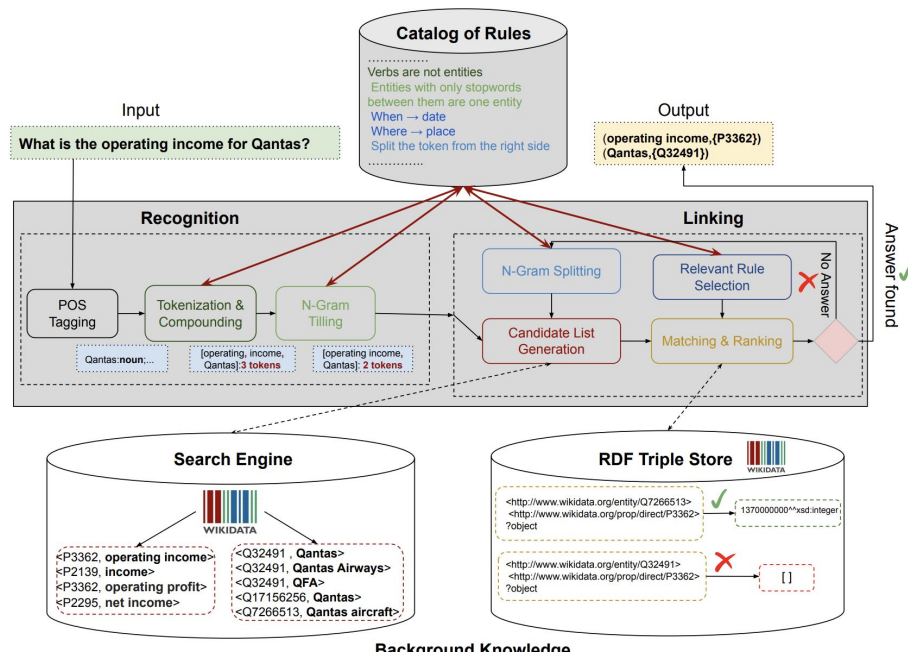 Catalog of Rules
...............
Verbs are not entities
Entities with only stopwords
between them are one entity
When → date
Where → place
Split the token from the right side
..............
Input
What is the operating income for Qantas?
Output
(operating income,{P3362})
(Qantas,{Q32491})
Recognition
Linking
POS
Tagging
Tokenization &
Compounding
N-Gram
Tilling
N-Gram Splitting
Relevant Rule
Selection
Candidate List
Generation
Matching & Ranking
No Answer
Answer found
Qantas:noun;...
[operating, income,
Qantas]:3 tokens
[operating income,
Qantas]: 2 tokens
Search Engine
WIKIDATA
<P3362, operating income>
<P2139, income>
<P3362, operating profit>
<P2295, net income>
<Q32491 , Qantas>
<Q32491, Qantas Airways>
<Q32491, QFA>
<Q17156256, Qantas>
<Q7266513, Qantas aircraft>
RDF Triple Store
WIKIDATA
<http://www.wikidata.org/entity/Q7266513>
<http://www.wikidata.org/prop/direct/P3362>
?object
1370000000^^xsd:integer
<http://www.wikidata.org/entity/Q32491>
<http://www.wikidata.org/prop/direct/P3362>
?object
[ ]
Background Knowledge